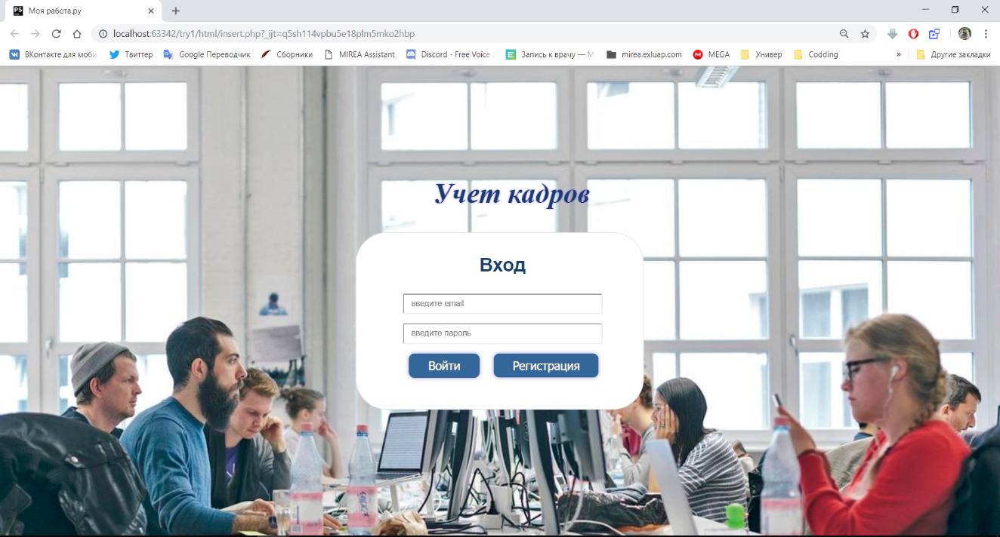 Моя работа.ру
localhost:63342/try1/html/insert.php?_ijt=q5sh114vpbu5e18plm5mko2hbp
ВКонтакте для моби
Твиттер
Google Переводчик
Сборники
MIREA Assistant
Discord - Free Voice
Запись к врачу — М
mirea.exluap.com
MEGA
Универ
Codding
»
Другие закладки
Учет кадров
Вход
введите email
введите пароль
Войти
Регистрация